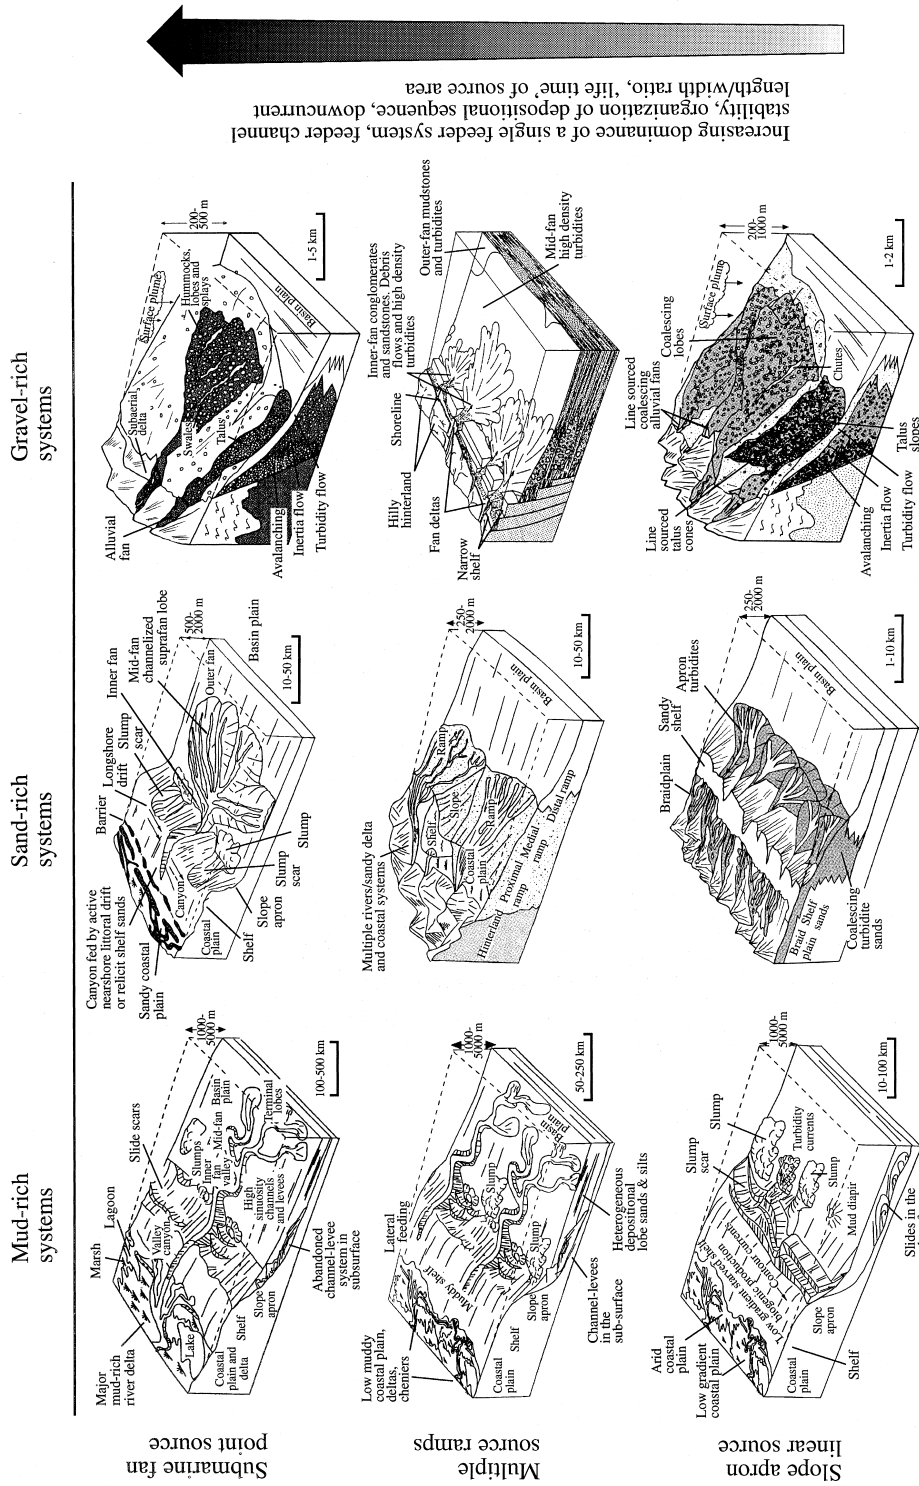 Mud-rich
systems
Sand-rich
systems
Gravel-rich
systems
Submarine fan
point source
Major
mud-rich
river delta
Marsh
Lagoon
Slide scars
Valley
canyon
Lake
Coastal
plain and
delta
Shelf
Slope
apron
Slumps
Inner
fan
valley
Mid-fan
Basin
plain
Terminal
lobes
High
sinuosity
channels
and levees
Abandoned
channel-levee
system in
subsurface
1000-
5000 m
100-500 km
Canyon fed by active
nearshore littoral drift
or relicit shelf sands
Sandy coastal
plain
Barrier
Longshore
drift
Slump
scar
Inner fan
Mid-fan
channelized
suprafan lobe
Canyon
Coastal
plain
Shelf
Slope
apron
Slump
scar
Slump
Outer fan
Basin plain
500-
2000 m
10-50 km
Alluvial
fan
Subaerial
delta
Surface plume
Hummocks,
lobes and
splays
Swales
Talus
Basin plain
Avalanching
Inertia flow
Turbidity flow
200-
500 m
1-5 km
Multiple
source ramps
Low muddy
coastal plain,
deltas,
cheniers
Lateral
feeding
Muddy shelf
Coastal
plain
Shelf
Slope
apron
Slump
Slump
Basin
plain
Channel-levees
in the
sub-surface
Heterogeneous
depositional
lobe sands & silts
1000-
5000 m
50-250 km
Multiple rivers/sandy delta
and coastal systems
Shelf
Coastal
plain
Slope
Ramp
Ramp
Hinterland
Proximal
ramp
Medial
ramp
Distal ramp
Basin plain
250-
2000 m
10-50 km
Hilly
hinterland
Shoreline
Fan deltas
Narrow
shelf
Inner-fan conglomerates
and sandstones. Debris
flows and high density
turbidites
Outer-fan mudstones
and turbidites
Mid-fan
high density
turbidites
Slope apron
linear source
Arid
coastal
plain
Low gradient
coastal plain
Low gradient starved shelf
biogenic production
Contour currents
Slump
scar
Slump
Turbidity
currents
Slump
Mud diapir
Coastal
plain
Slope
apron
Shelf
Slides in the
1000-
5000 m
10-100 km
Braidplain
Sandy
shelf
Apron
turbidites
Braid
plain
Shelf
sands
Coalescing
turbidite
sands
Basin plain
250-
2000 m
1-10 km
Line
sourced
talus
cones
Line sourced
coalescing
alluvial fans
Coalescing
lobes
Surface plume
Chutes
Talus
slopes
Avalanching
Inertia flow
Turbidity flow
200-
1000 m
1-2 km
Increasing dominance of a single feeder system, feeder channel
stability, organization of depositional sequence, downcurrent
length/width ratio, 'life time' of source area